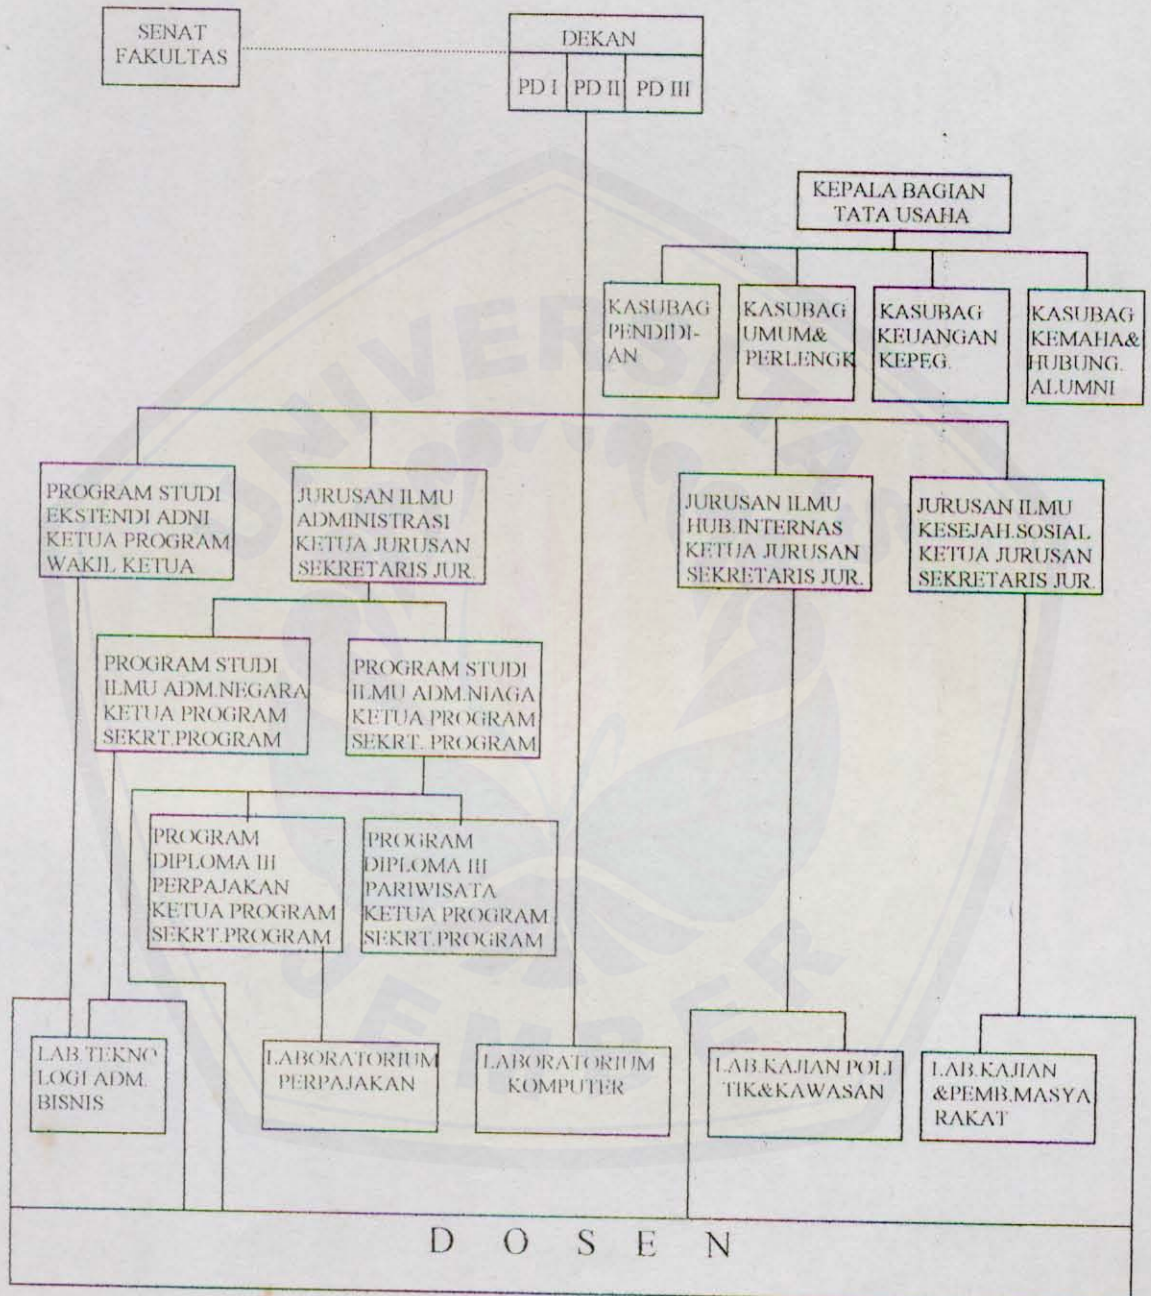 SENAT
FAKULTAS
DEKAN
PD I
PD II
PD III
KEPALA BAGIAN
TATA USAHA
KASUBAG
PENDIDI-
AN
KASUBAG
UMUM&
PERLENGK
KASUBAG
KEUANGAN
KEPEG.
KASUBAG
KEMAHA&
HUBUNG.
ALUMNI
PROGRAM STUDI
EKSTENDI ADNI
KETUA PROGRAM
WAKIL KETUA
JURUSAN ILMU
ADMINISTRASI
KETUA JURUSAN
SEKRETARIS JUR.
JURUSAN ILMU
HUB.INTERNAS
KETUA JURUSAN
SEKRETARIS JUR.
JURUSAN ILMU
KESEJAH.SOSIAL
KETUA JURUSAN
SEKRETARIS JUR.
PROGRAM STUDI
ILMU ADM.NEGARA
KETUA PROGRAM
SEKRT.PROGRAM
PROGRAM STUDI
ILMU ADM.NIAGA
KETUA PROGRAM
SEKRT. PROGRAM
PROGRAM
DIPLOMA III
PERPAJAKAN
KETUA PROGRAM
SEKRT.PROGRAM
PROGRAM
DIPLOMA III
PARIWISATA
KETUA PROGRAM
SEKRT.PROGRAM
LAB.TEKNO
LOGI ADM.
BISNIS
LABORATORIUM
PERPAJAKAN
LABORATORIUM
KOMPUTER
LAB.KAJIAN POLI
TIK&KAWASAN
LAB.KAJIAN
&PEMB.MASYA
RAKAT
D O S E N
UNIVERSITAS
JEMBER